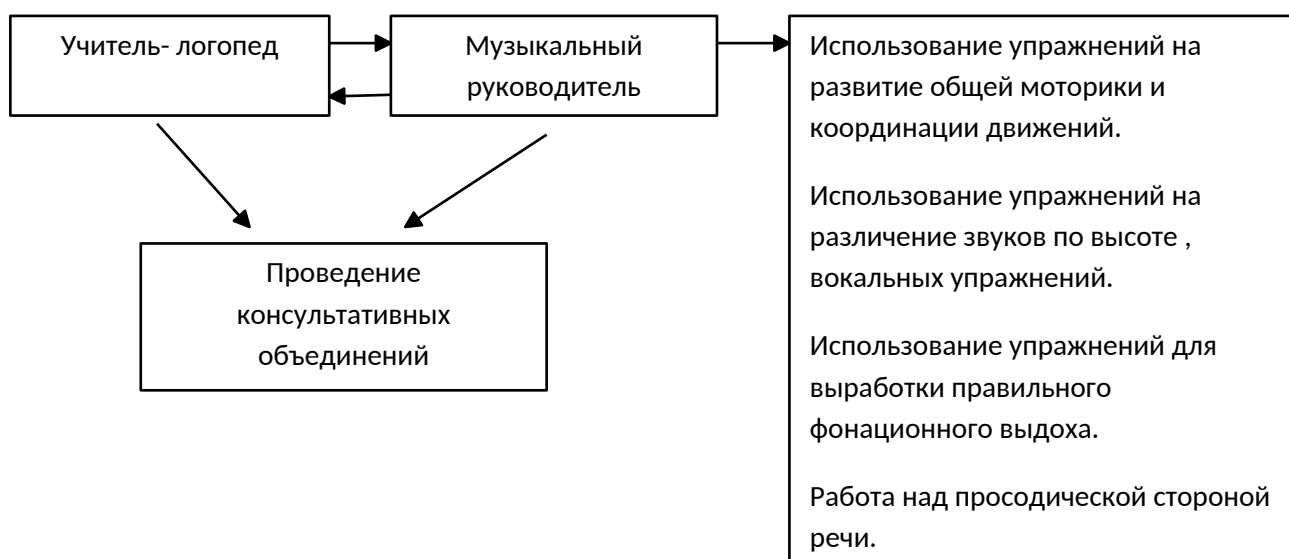 Учитель- логопед
Музыкальный
руководитель
Использование упражнений на
развитие общей моторики и
координации движений.
Использование упражнений на
различение звуков по высоте ,
вокальных упражнений.
Использование упражнений для
выработки правильного
фонационного выдоха.
Работа над просодической стороной
речи.
Проведение
консультативных
объединений